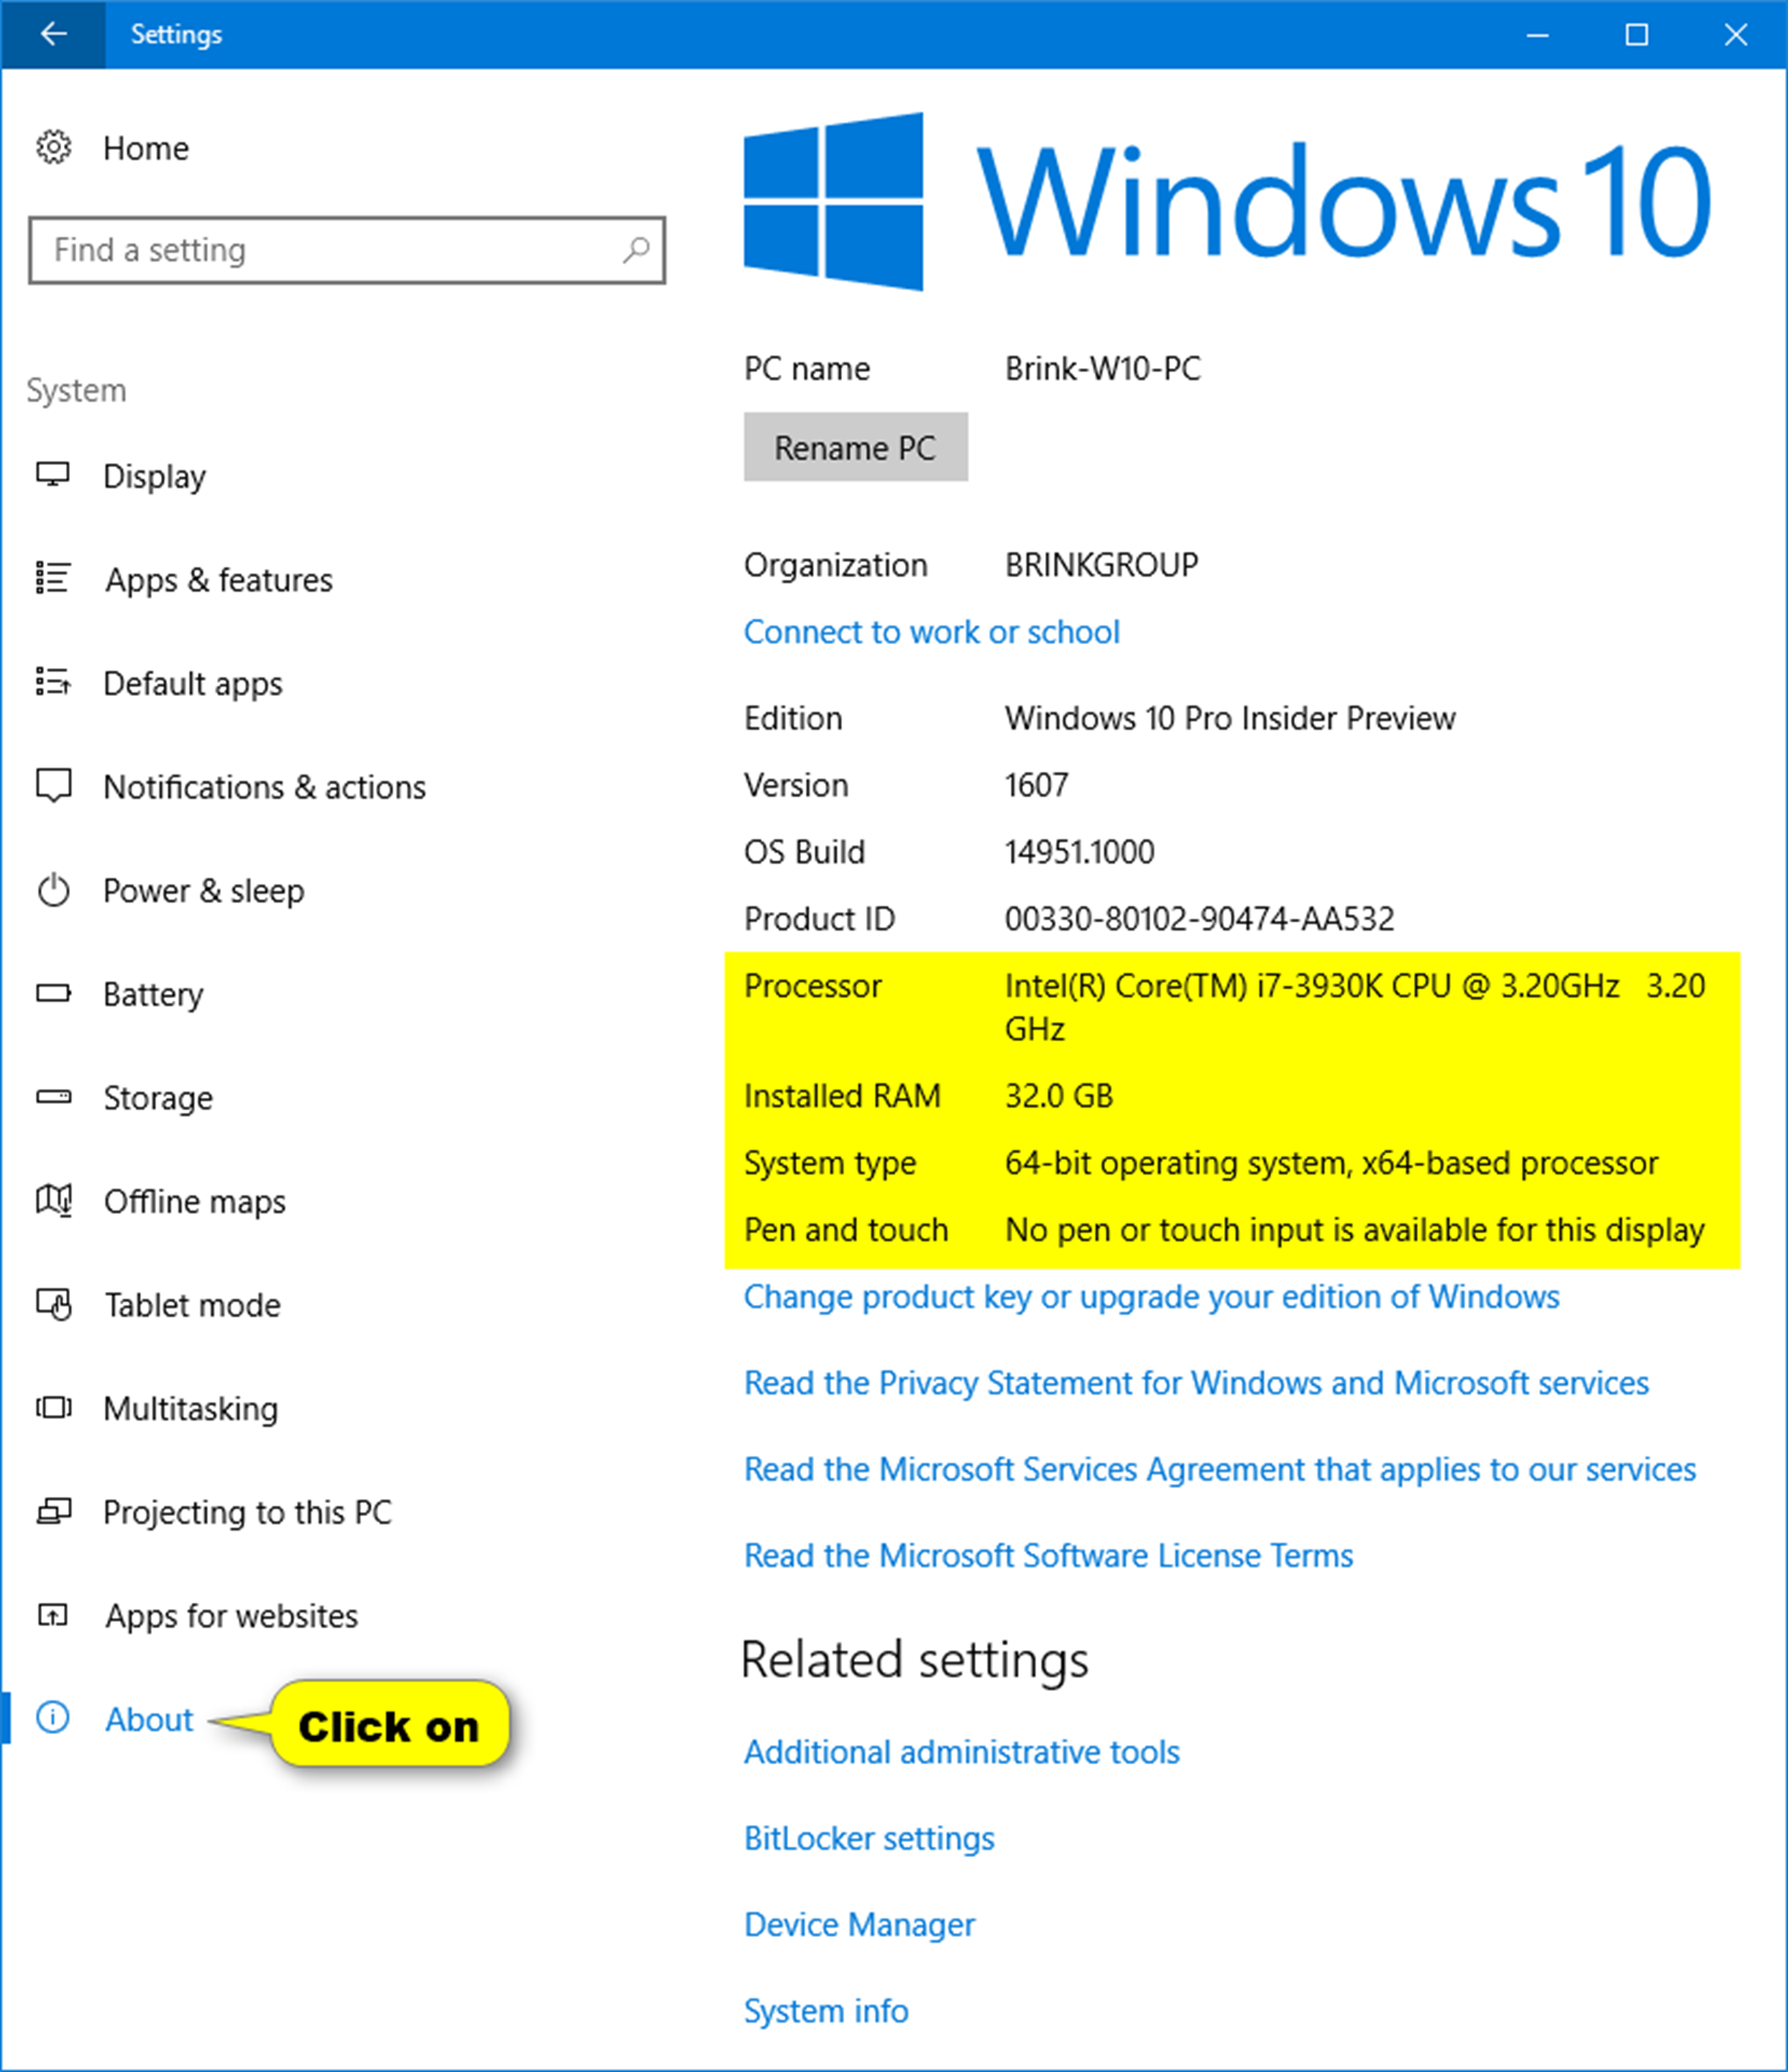 Settings
Home
Find a setting
System
Display
Apps & features
Default apps
Notifications & actions
Power & sleep
Battery
Storage
Offline maps
Tablet mode
Multitasking
Projecting to this PC
Apps for websites
About
Click on
Windows 10
PC name Brink-W10-PC
Rename PC
Organization BRINKGROUP
Connect to work or school
Edition Windows 10 Pro Insider Preview
Version 1607
OS Build 14951.1000
Product ID 00330-80102-90474-AA532
Processor Intel(R) Core(TM) i7-3930K CPU @ 3.20GHz 3.20
GHz
Installed RAM 32.0 GB
System type 64-bit operating system, x64-based processor
Pen and touch No pen or touch input is available for this display
Change product key or upgrade your edition of Windows
Read the Privacy Statement for Windows and Microsoft services
Read the Microsoft Services Agreement that applies to our services
Read the Microsoft Software License Terms
Related settings
Additional administrative tools
BitLocker settings
Device Manager
System info